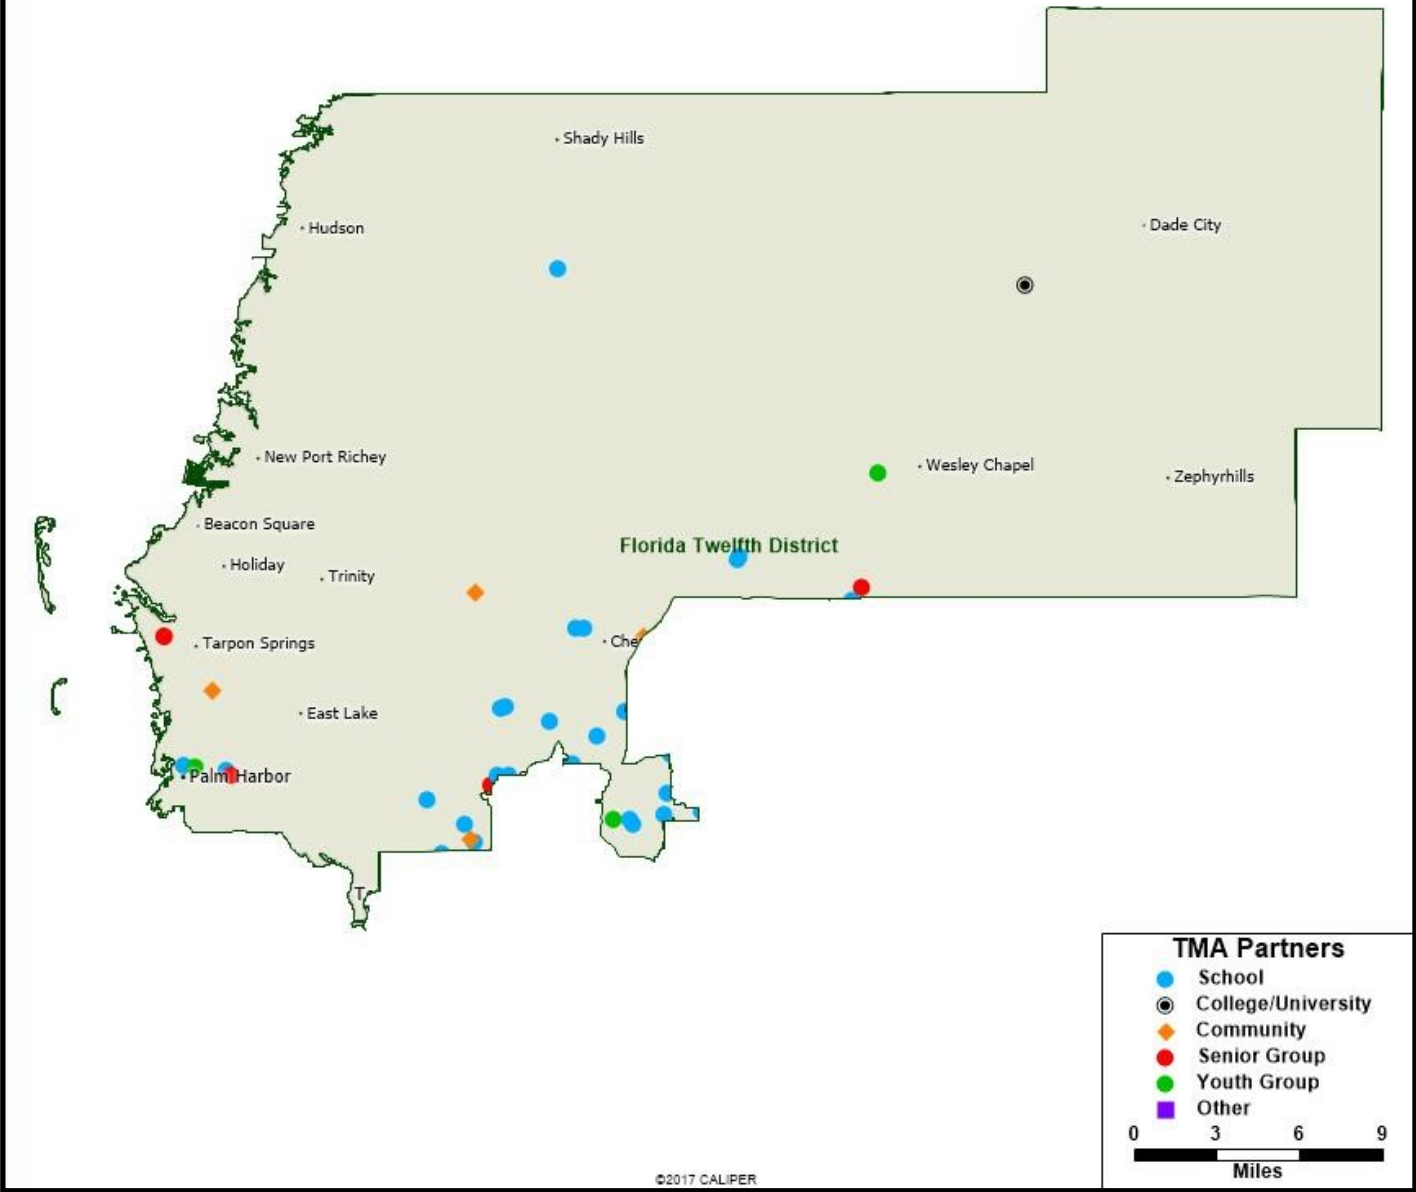 Shady Hills
Hudson
Dade City
New Port Richey
Wesley Chapel
Zephyrhills
Beacon Square
Florida Twelfth District
Holiday
Trinity
Tarpon Springs
Che
East Lake
Palm Harbor
T
TMA Partners
School
College/University
Community
Senior Group
Youth Group
Other
0 3 6 9
Miles
©2017 CALIPER